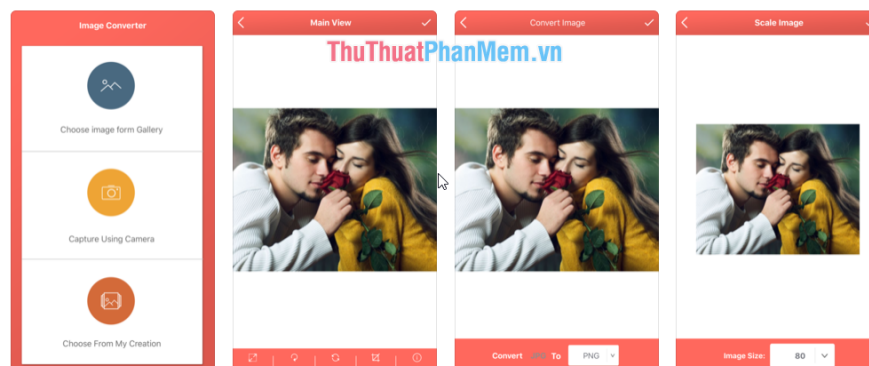 Image Converter
Choose image form Gallery
Capture Using Camera
Choose From My Creation
Main View
ThuThuatPhanMem.vn
Convert Image
Convert
To
PNG
Scale Image
Image Size:
80